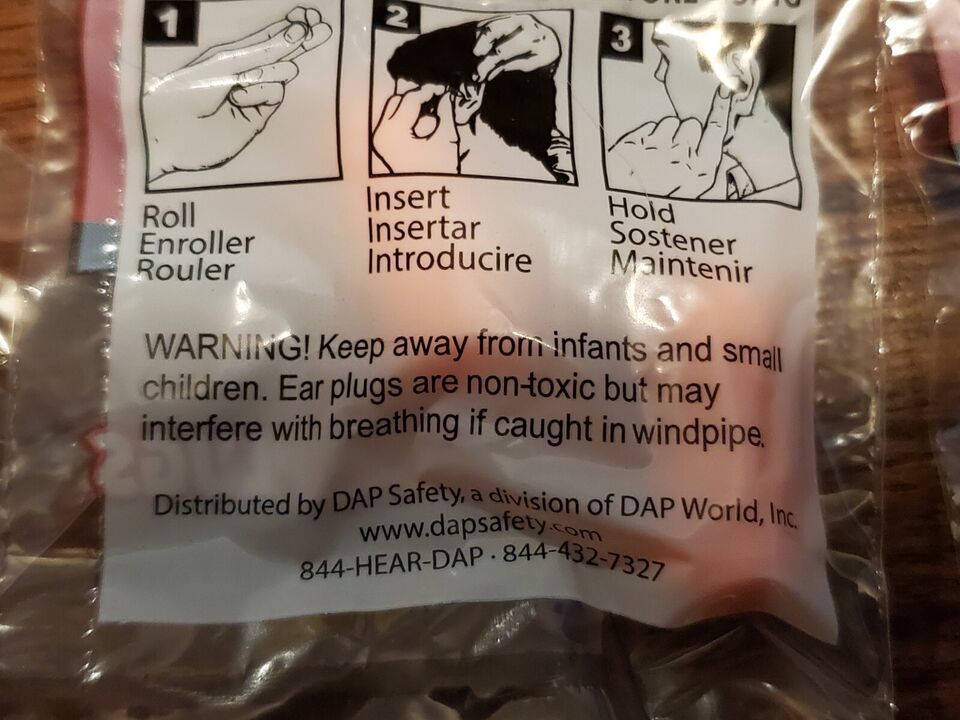 1
2
3
Roll
Enroller
Rouler
Insert
Insertar
Introducire
Hold
Sostener
Maintenir
WARNING! Keep away from infants and small
children. Ear plugs are non-toxic but may
interfere with breathing if caught in windpipe.
Distributed by DAP Safety, a division of DAP World, Inc.
www.dapsafety.com
844-HEAR-DAP · 844-432-7327